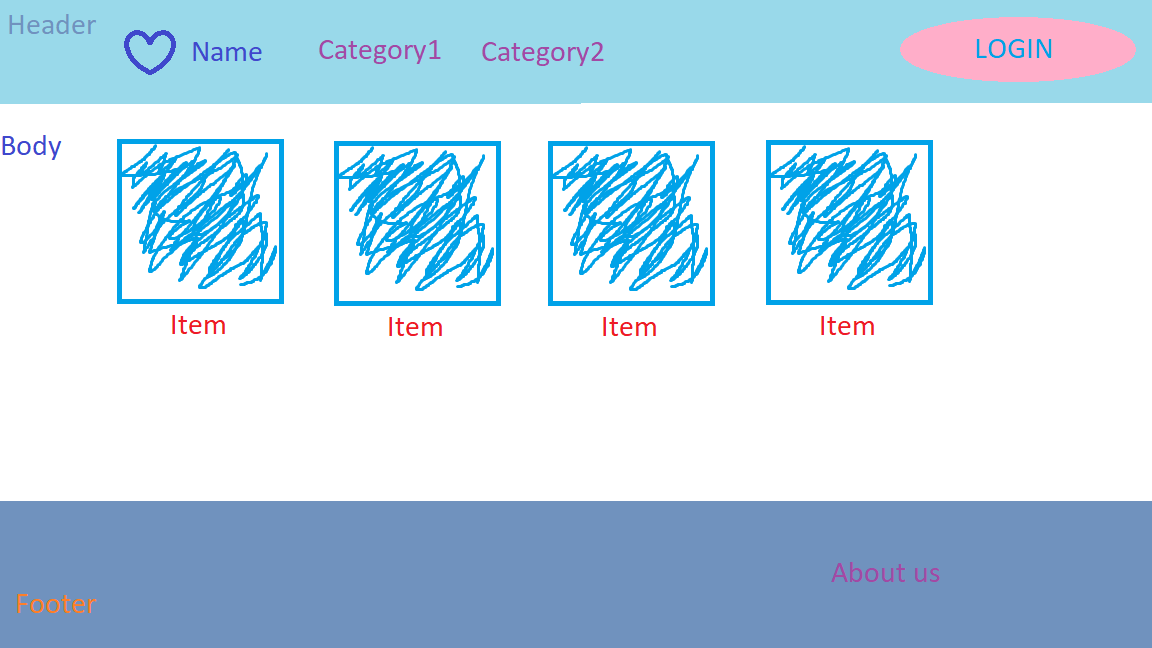 Header
Name
Category1
Category2
LOGIN
Body
Item
Item
Item
Item
About us
Footer